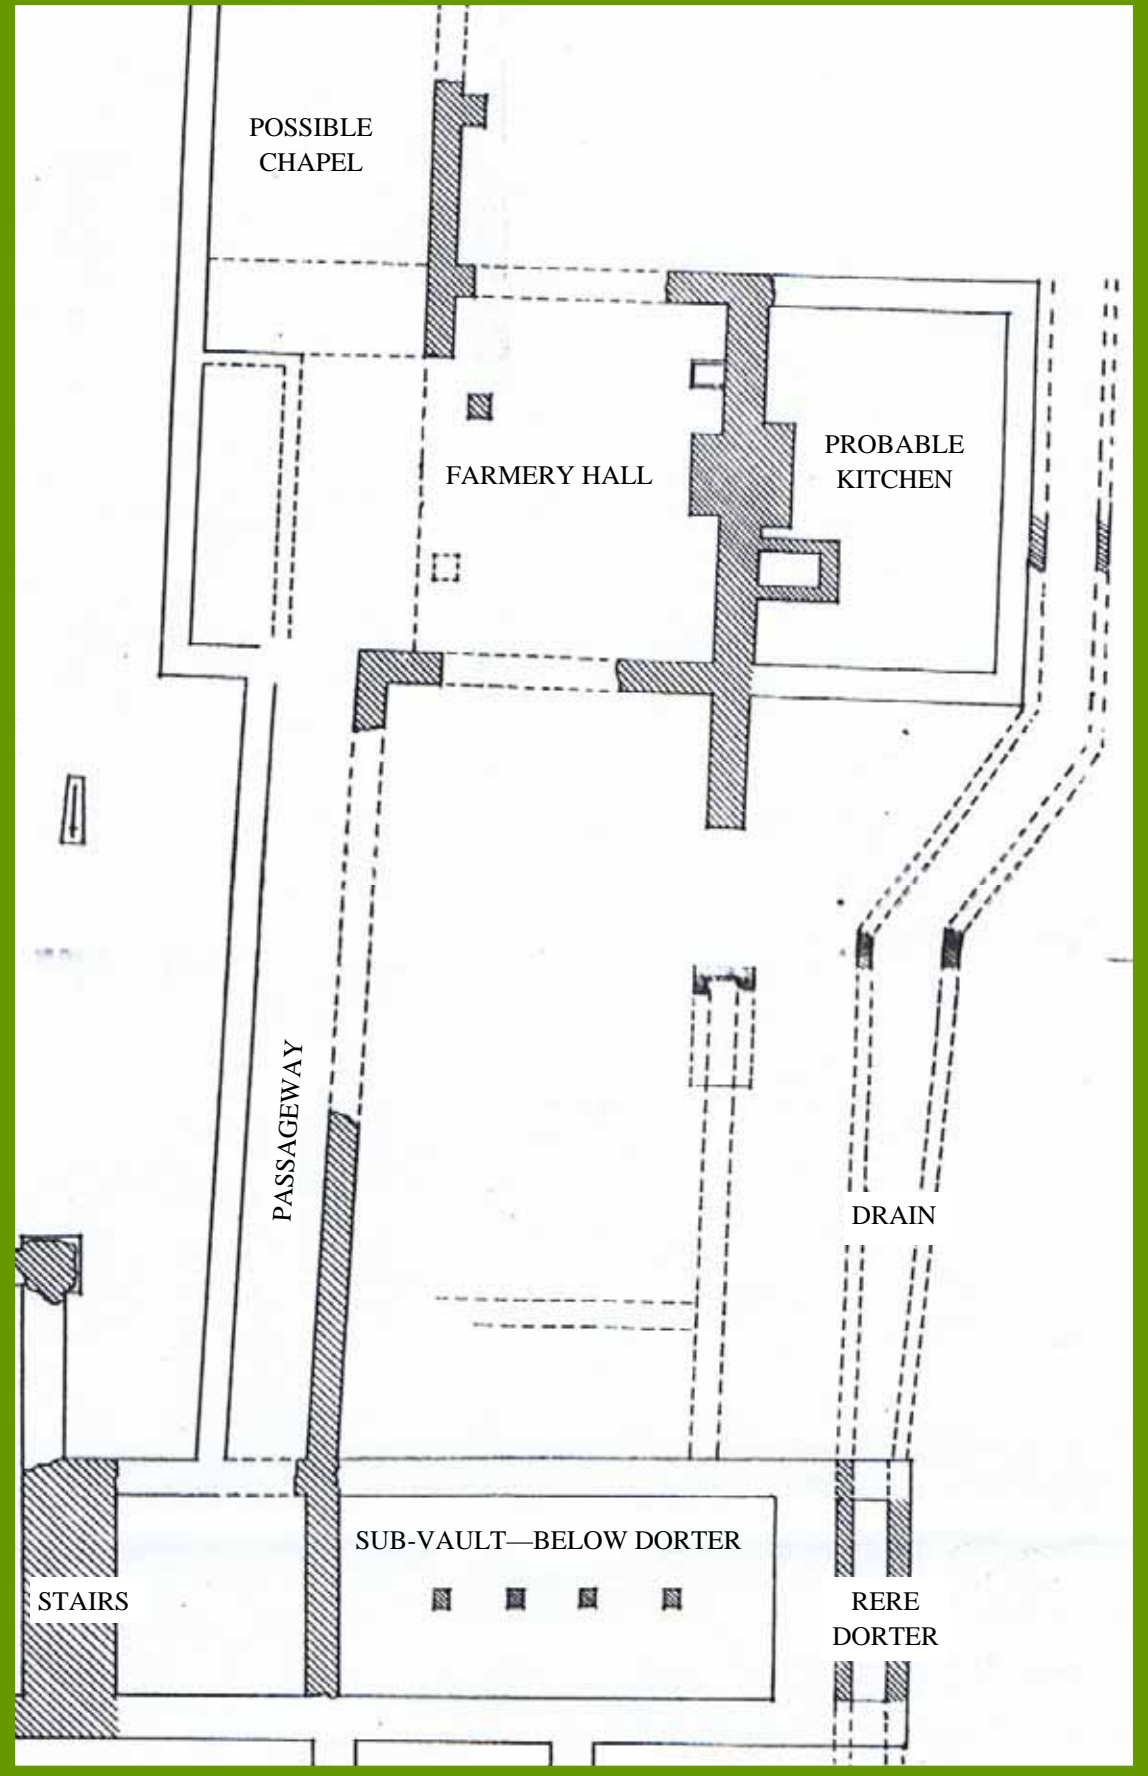 POSSIBLE
CHAPEL
FARMERY HALL
PROBABLE
KITCHEN
PASSAGEWAY
DRAIN
SUB-VAULT—BELOW DORTER
STAIRS
RERE
DORTER